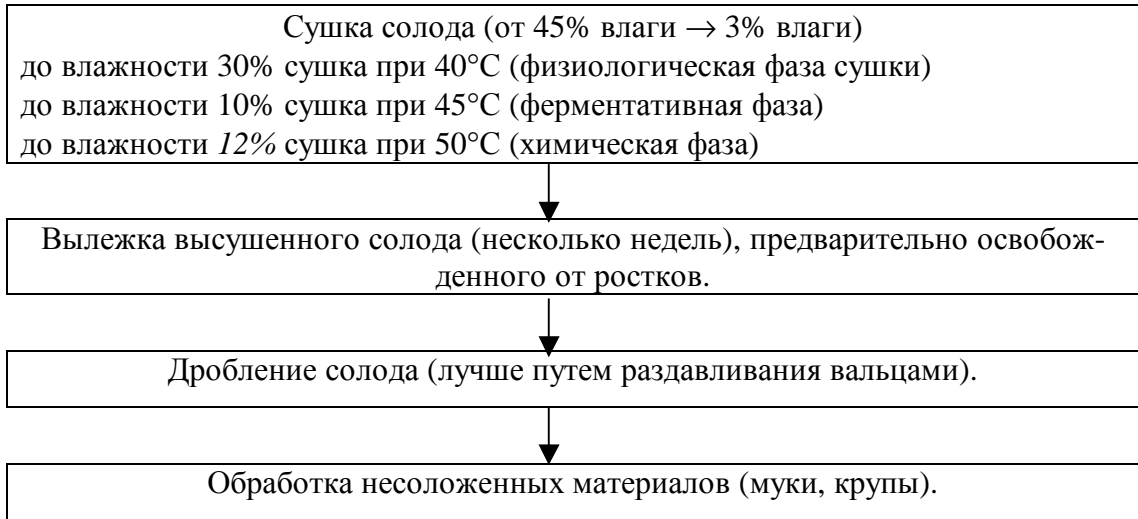 Сушка солода (от 45% влаги → 3% влаги)
до влажности 30% сушка при 40°С (физиологическая фаза сушки)
до влажности 10% сушка при 45°С (ферментативная фаза)
до влажности 12% сушка при 50°С (химическая фаза)
Вылежка высушенного солода (несколько недель), предварительно освобож-
денного от ростков.
Дробление солода (лучше путем раздавливания вальцами).
Обработка несоложенных материалов (муки, крупы).